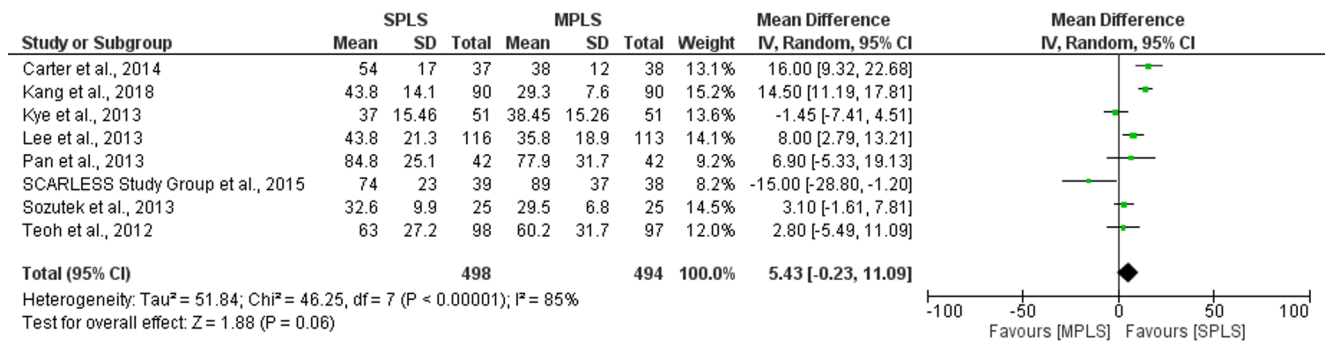 SPLS MPLS Mean Difference Mean Difference
Study or Subgroup Mean SD Total Mean SD Total Weight IV, Random, 95% CI IV, Random, 95% CI
Carter et al., 2014 54 17 37 38 12 38 13.1% 16.00 [9.32, 22.68]
Kang et al., 2018 43.8 14.1 90 29.3 7.6 90 15.2% 14.50 [11.19, 17.81]
Kye et al., 2013 37 15.46 51 38.45 15.26 51 13.6% -1.45 [-7.41, 4.51]
Lee et al., 2013 43.8 21.3 116 35.8 18.9 113 14.1% 8.00 [2.79, 13.21]
Pan et al., 2013 84.8 25.1 42 77.9 31.7 42 9.2% 6.90 [-5.33, 19.13]
SCARLESS Study Group et al., 2015 74 23 39 89 37 38 8.2% -15.00 [-28.80, -1.20]
Sozutek et al., 2013 32.6 9.9 25 29.5 6.8 25 14.5% 3.10 [-1.61, 7.81]
Teoh et al., 2012 63 27.2 98 60.2 31.7 97 12.0% 2.80 [-5.49, 11.09]
Total (95% CI) 498 494 100.0% 5.43 [-0.23, 11.09]
Heterogeneity: Tau² = 51.84; Chi² = 46.25, df = 7 (P < 0.00001); I² = 85%
Test for overall effect: Z = 1.88 (P = 0.06)
-100 -50 0 50 100
Favours [MPLS] Favours [SPLS]